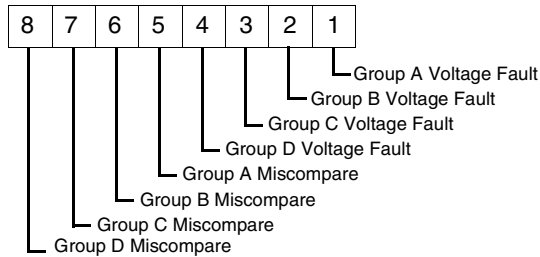 8 7 6 5 4 3 2 1
Group A Voltage Fault
Group B Voltage Fault
Group C Voltage Fault
Group D Voltage Fault
Group A Miscompare
Group B Miscompare
Group C Miscompare
Group D Miscompare